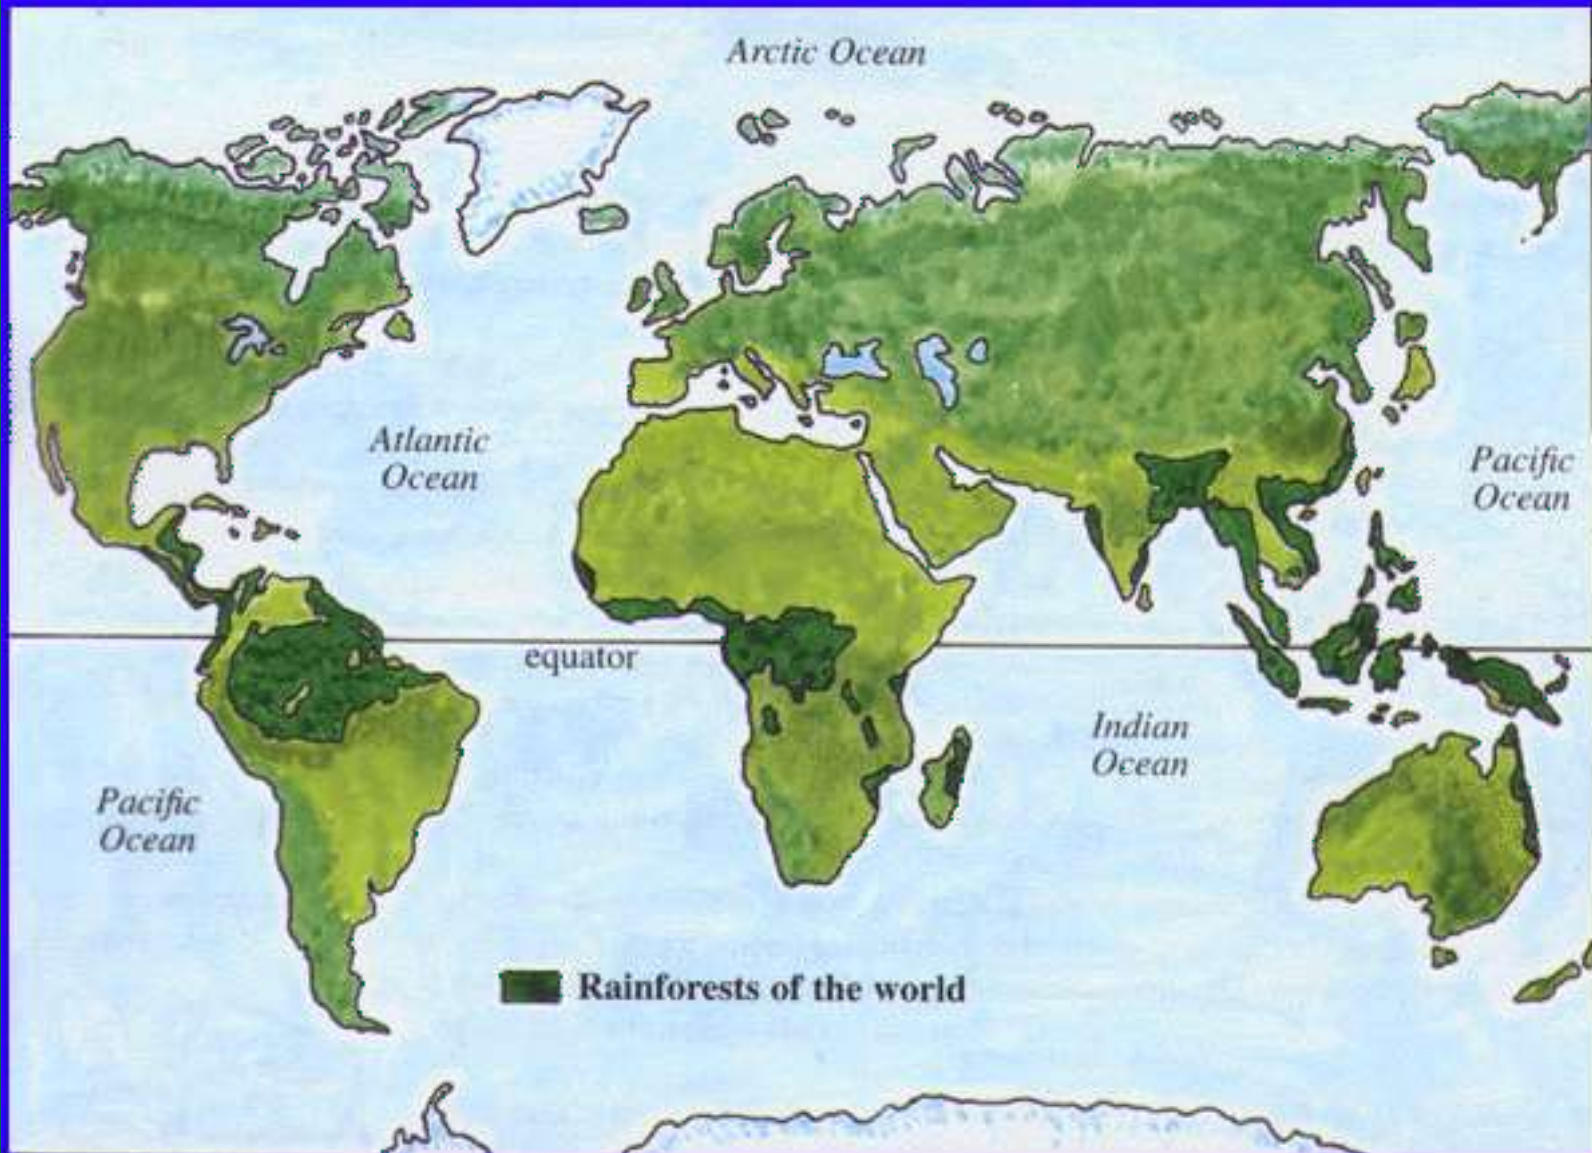 Arctic Ocean
Atlantic
Ocean
Pacific
Ocean
equator
Indian
Ocean
Pacific
Ocean
Rainforests of the world